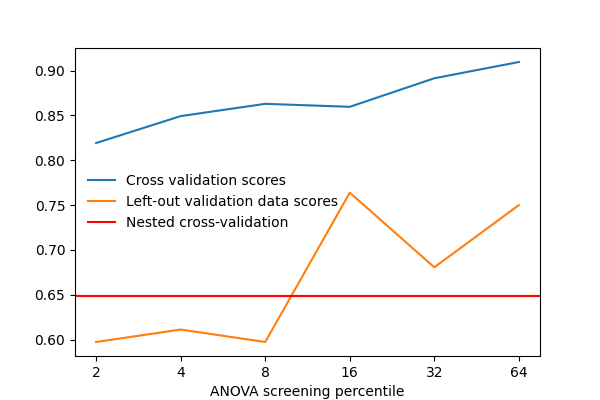 0.90
0.85
0.80
0.75
0.70
0.65
0.60
Cross validation scores
Left-out validation data scores
Nested cross-validation
2 4 8 16 32 64
ANOVA screening percentile